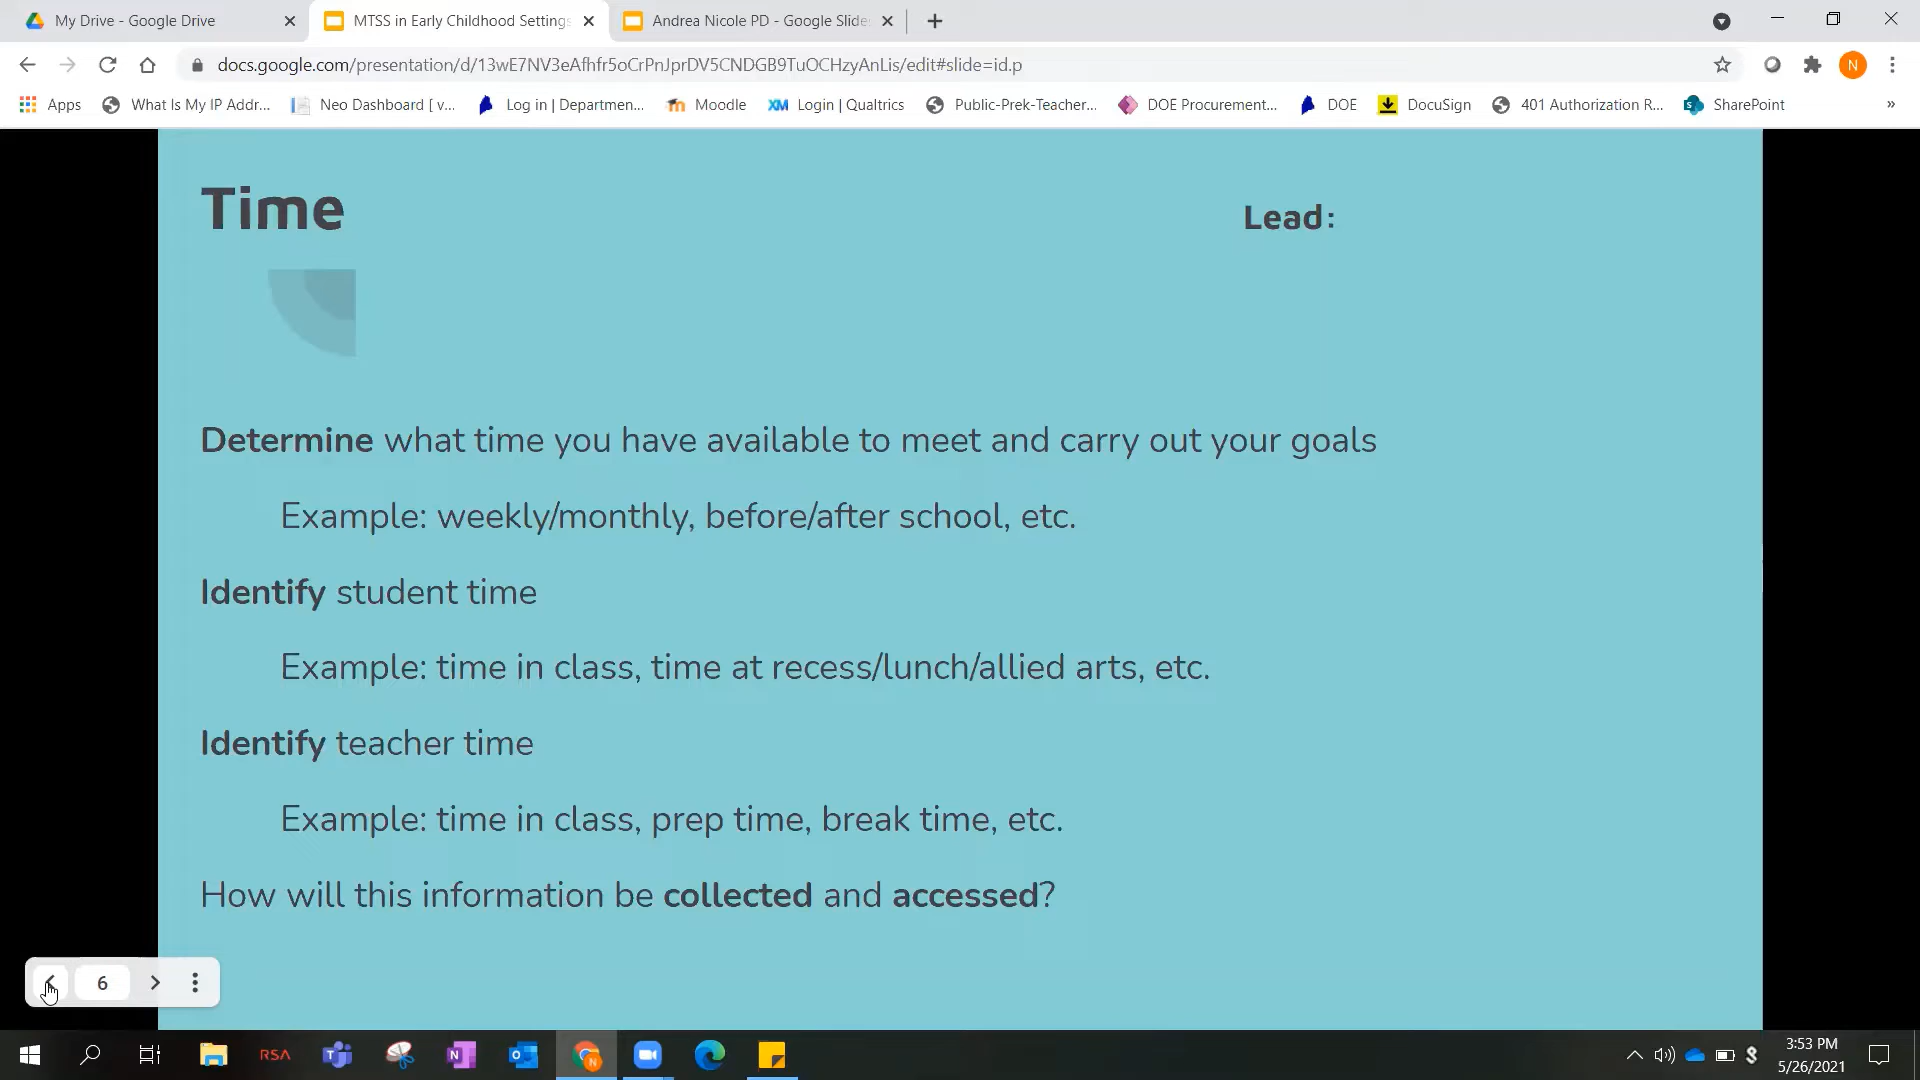 My Drive - Google Drive
MTSS in Early Childhood Settings
Andrea Nicole PD - Google Slide
docs.google.com/presentation/d/13wE7NV3eAfhfr5oCrPnJprDV5CNDGB9TuOCHzyAnLis/edit#slide=id.p
N
Apps
What Is My IP Addr...
Neo Dashboard [ v...
Log in | Departmen...
Moodle
XM Login | Qualtrics
Public-Prek-Teacher...
DOE Procurement...
DOE
DocuSign
401 Authorization R...
SharePoint
»
Time
Lead:
Determine what time you have available to meet and carry out your goals
Example: weekly/monthly, before/after school, etc.
Identify student time
Example: time in class, time at recess/lunch/allied arts, etc.
Identify teacher time
Example: time in class, prep time, break time, etc.
How will this information be collected and accessed?
6
RSA
3:53 PM
5/26/2021